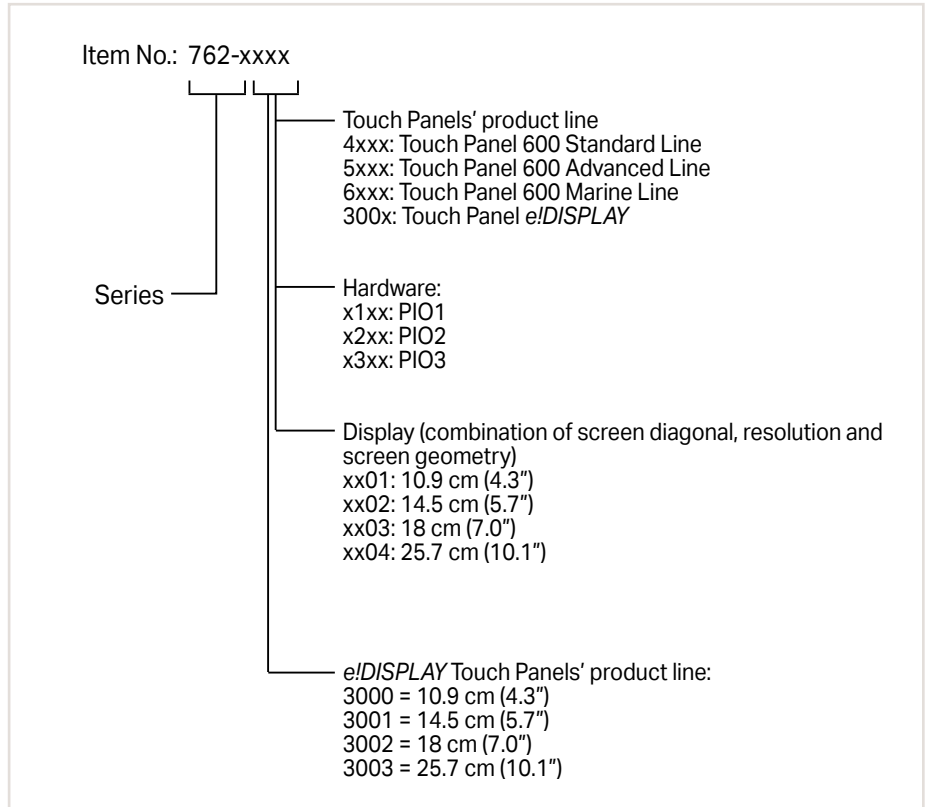 Item No.: 762-xxxx
Touch Panels’ product line
4xxx: Touch Panel 600 Standard Line
5xxx: Touch Panel 600 Advanced Line
6xxx: Touch Panel 600 Marine Line
300x: Touch Panel e!DISPLAY
Series
Hardware:
x1xx: PIO1
x2xx: PIO2
x3xx: PIO3
Display (combination of screen diagonal, resolution and
screen geometry)
xx01: 10.9 cm (4.3″)
xx02: 14.5 cm (5.7″)
xx03: 18 cm (7.0″)
xx04: 25.7 cm (10.1″)
e!DISPLAY Touch Panels’ product line:
3000 = 10.9 cm (4.3″)
3001 = 14.5 cm (5.7″)
3002 = 18 cm (7.0″)
3003 = 25.7 cm (10.1″)